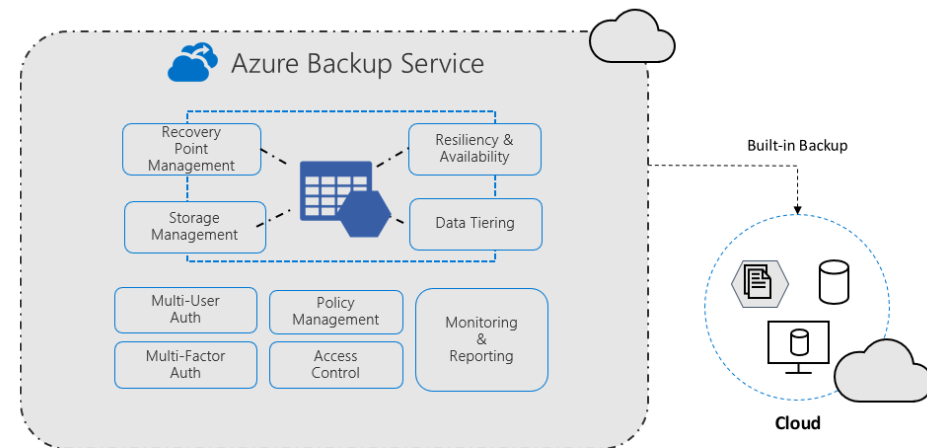 Azure Backup Service
Recovery
Point
Management
Resiliency &
Availability
Storage
Management
Data Tiering
Multi-User
Auth
Policy
Management
Monitoring
&
Reporting
Multi-Factor
Auth
Access
Control
Built-in Backup
Cloud